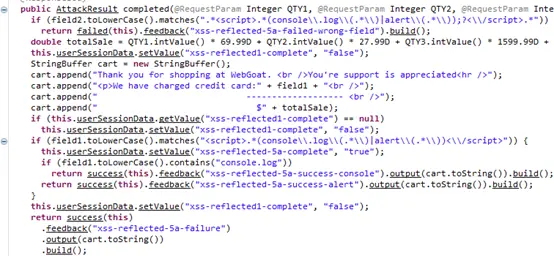 public AttackResult completed(@RequestParam Integer QTY1, @RequestParam Integer QTY2, @RequestParam Integer
if (field2.toLowerCase().matches(".*<script>.*(console\\.log\\(.*\\)|alert\\(.*\\));?<\\/script>.*"))
return failed(this).feedback("xss-reflected-5a-failed-wrong-field").build();
double totalSale = QTY1.intValue() * 69.99D + QTY2.intValue() * 27.99D + QTY3.intValue() * 1599.99D +
this.userSessionData.setValue("xss-reflected1-complete", "false");
StringBuffer cart = new StringBuffer();
cart.append("Thank you for shopping at WebGoat. <br />You're support is appreciated<hr />");
cart.append("<p>We have charged credit card:" + field1 + "<br />");
cart.append(" ------------------- <br />");
cart.append(" $" + totalSale);
if (this.userSessionData.getValue("xss-reflected1-complete") == null)
this.userSessionData.setValue("xss-reflected1-complete", "false");
if (field1.toLowerCase().matches("<script>.*(console\\.log\\(.*\\)|alert\\(.*\\))<\\/script>")) {
this.userSessionData.setValue("xss-reflected-5a-complete", "true");
if (field1.toLowerCase().contains("console.log"))
return success(this).feedback("xss-reflected-5a-success-console").output(cart.toString()).build();
return success(this).feedback("xss-reflected-5a-success-alert").output(cart.toString()).build();
}
this.userSessionData.setValue("xss-reflected1-complete", "false");
return success(this)
.feedback("xss-reflected-5a-failure")
.output(cart.toString())
.build();